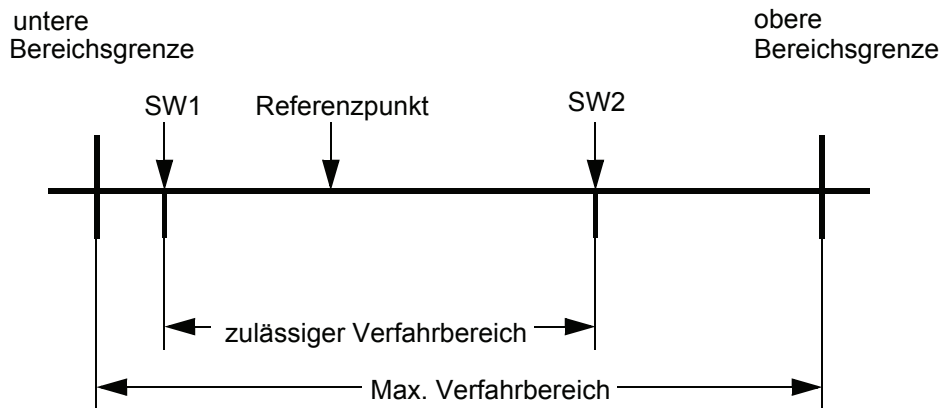 untere
Bereichsgrenze
obere
Bereichsgrenze
SW1
Referenzpunkt
SW2
zulässiger Verfahrbereich
Max. Verfahrbereich